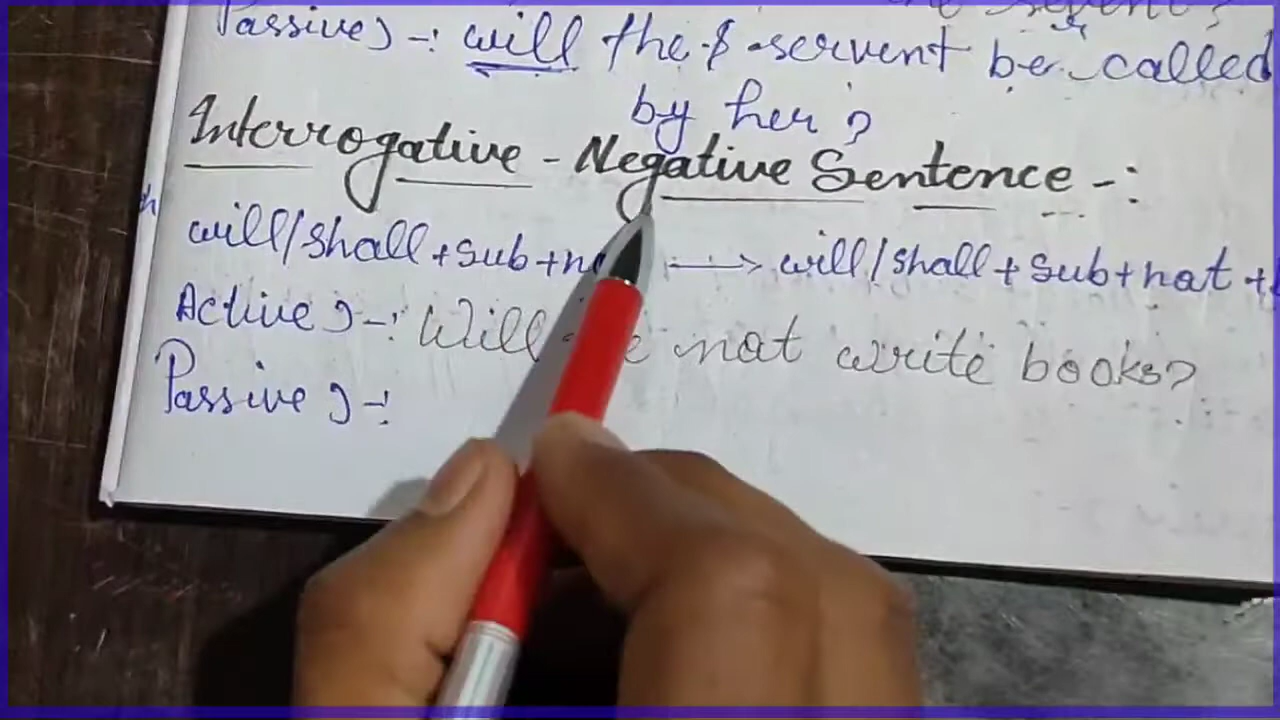 Passive) -: will the servent be called
by her ?
Interrogative - Negative Sentence -:
will/shall + sub + → will/shall + sub + not +
Active ) -: Will not write books?
Passive ) -: